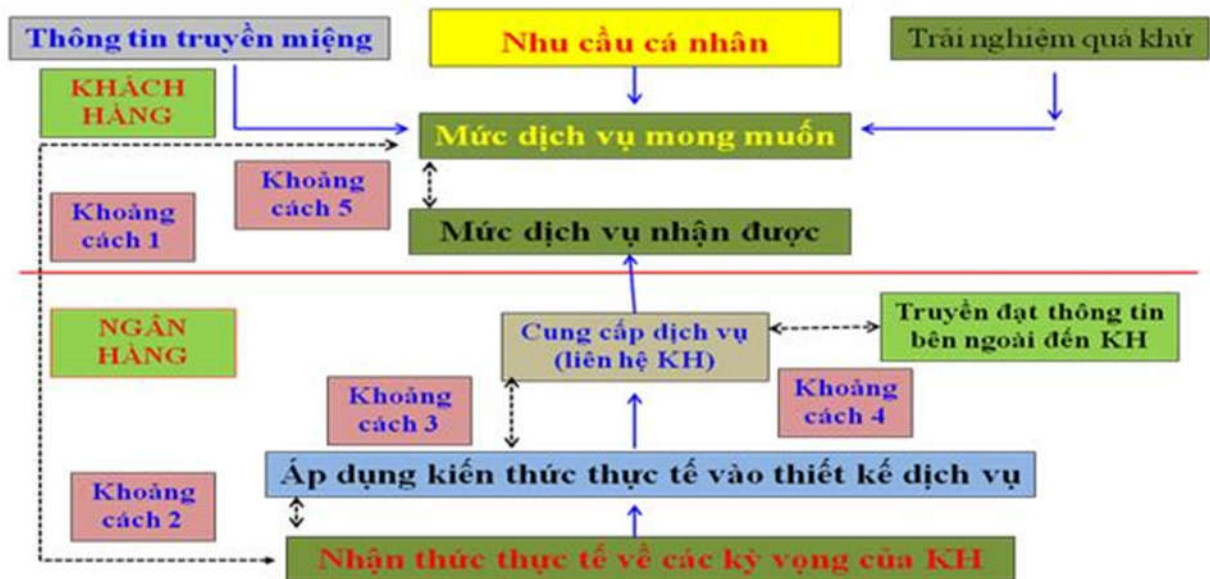 Thông tin truyền miệng
Nhu cầu cá nhân
Trải nghiệm quá khứ
KHÁCH
HÀNG
Mức dịch vụ mong muốn
Khoảng
cách 5
Khoảng
cách 1
Mức dịch vụ nhận được
NGÂN
HÀNG
Cung cấp dịch vụ
(liên hệ KH)
Truyền đạt thông tin
bên ngoài đến KH
Khoảng
cách 3
Khoảng
cách 4
Áp dụng kiến thức thực tế vào thiết kế dịch vụ
Khoảng
cách 2
Nhận thức thực tế về các kỳ vọng của KH